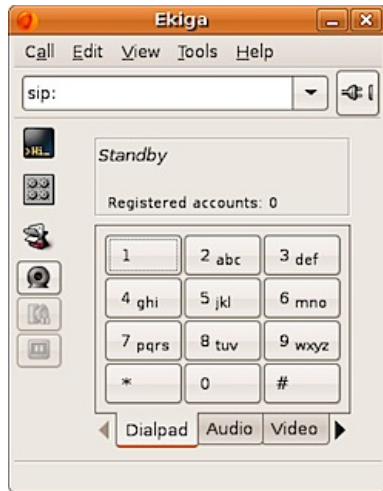 Ekiga
Call Edit View Tools Help
sip:
Standby
Registered accounts: 0
1 2 abc 3 def
4 ghi 5 jkl 6 mno
7 pqrs 8 tuv 9 wxyz
* 0 #
Dialpad Audio Video